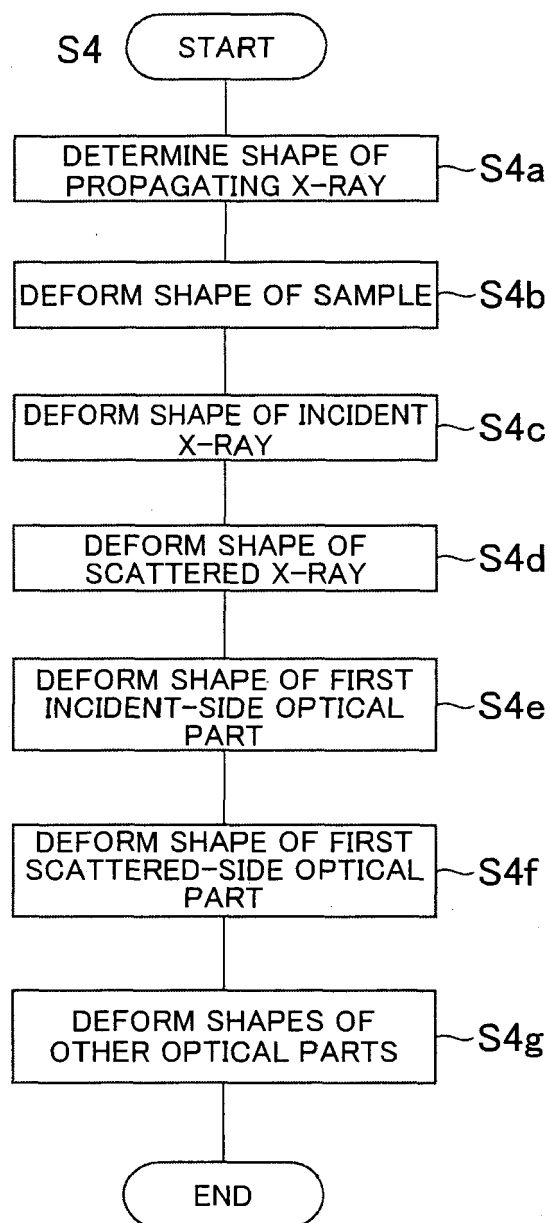 S4
START
DETERMINE SHAPE OF
PROPAGATING X-RAY
S4a
DEFORM SHAPE OF SAMPLE
S4b
DEFORM SHAPE OF INCIDENT
X-RAY
S4c
DEFORM SHAPE OF
SCATTERED X-RAY
S4d
DEFORM SHAPE OF FIRST
INCIDENT-SIDE OPTICAL
PART
S4e
DEFORM SHAPE OF FIRST
SCATTERED-SIDE OPTICAL
PART
S4f
DEFORM SHAPES OF
OTHER OPTICAL PARTS
S4g
END